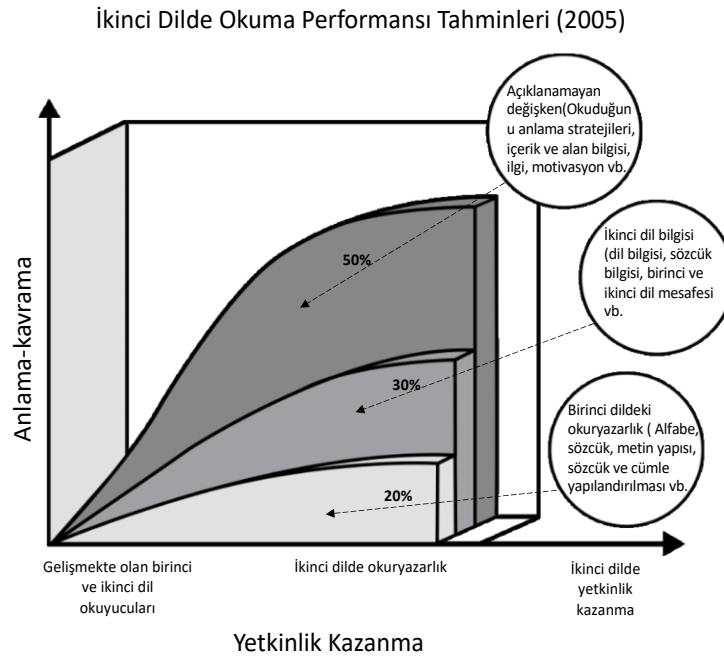 İkinci Dilde Okuma Performansı Tahminleri (2005)
Açıklanamayan
değişken(Okuduğun
u anlama stratejileri,
içerik ve alan bilgisi,
ilgi, motivasyon vb.
İkinci dil bilgisi
(dil bilgisi, sözcük
bilgisi, birinci ve
ikinci dil mesafesi
vb.
Birinci dildeki
okuryazarlık ( Alfabe,
sözcük, metin yapısı,
sözcük ve cümle
yapılandırılması vb.
50%
30%
20%
Anlama-kavrama
Gelişmekte olan birinci
ve ikinci dil
okuyucuları
İkinci dilde okuryazarlık
İkinci dilde
yetkinlik
kazanma
Yetkinlik Kazanma